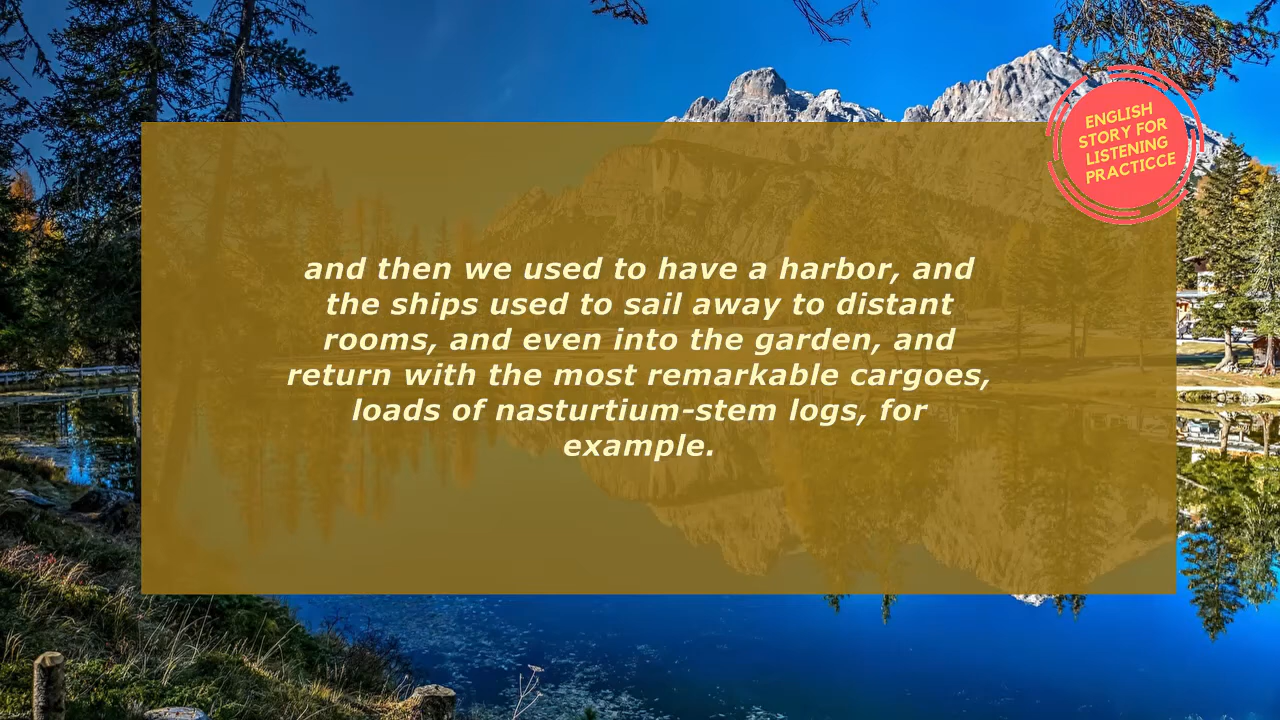 ENGLISH
STORY FOR
LISTENING
PRACTICCE
and then we used to have a harbor, and
the ships used to sail away to distant
rooms, and even into the garden, and
return with the most remarkable cargoes,
loads of nasturtium-stem logs, for
example.